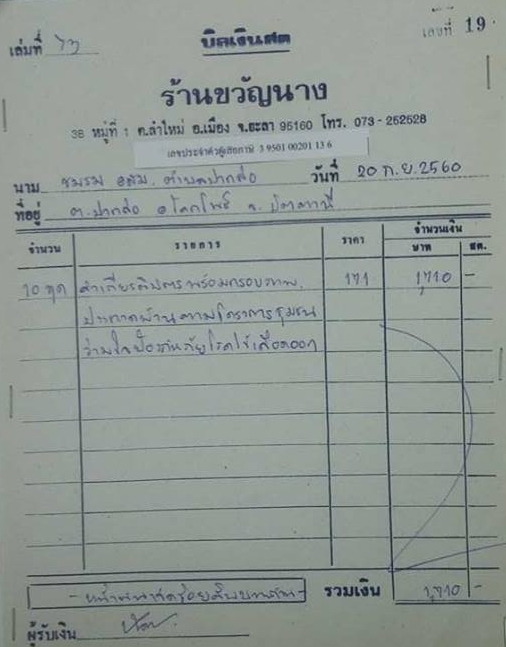 บิลเงินสด
เล่มที่ 73 เลขที่ 19
ร้านขวัญนาง
38 หมู่ที่ 1 ต.ลำใหม่ อ.เมือง จ.ยะลา 95160 โทร. 073-252528
เลขประจำตัวผู้เสียภาษี 3 9501 00201 13 6
นาม ชมรม อสม. ตำบลปากล่อ วันที่ 20 ก.ย. 2560
ที่อยู่ ต.ปากล่อ อ.โคกโพธิ์ จ.ปัตตานี
จำนวน รายการ ราคา จำนวนเงิน
บาท สต.
10 ชุด ค่าเกียรติบัตรพร้อมกรอบภาพ 171 1,710 -
ประกวดบ้านตามโครงการชุมชน
ร่วมใจป้องกันภัยโรคไข้เลือดออก
- หนึ่งพันเจ็ดร้อยสิบบาทถ้วน - รวมเงิน 1,710 -
ผู้รับเงิน